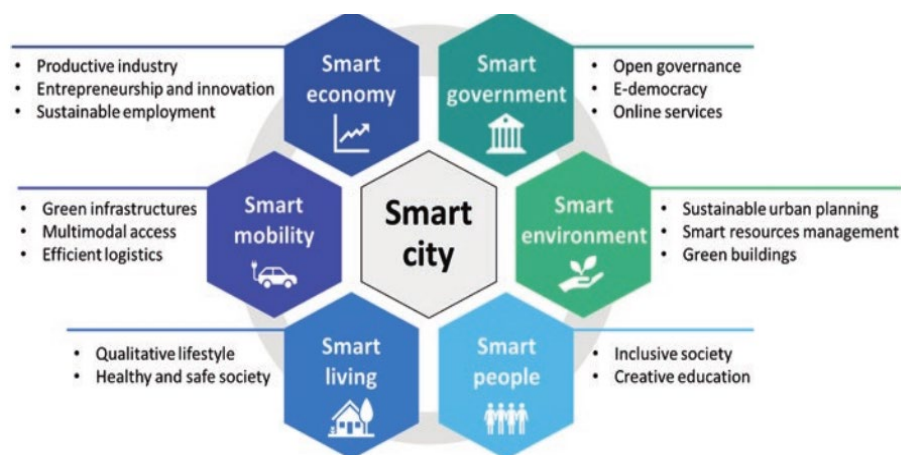 Productive industry
Entrepreneurship and innovation
Sustainable employment
Smart
economy
Smart
government
Open governance
E-democracy
Online services
Green infrastructures
Multimodal access
Efficient logistics
Smart
mobility
Smart
city
Smart
environment
Sustainable urban planning
Smart resources management
Green buildings
Qualitative lifestyle
Healthy and safe society
Smart
living
Smart
people
Inclusive society
Creative education